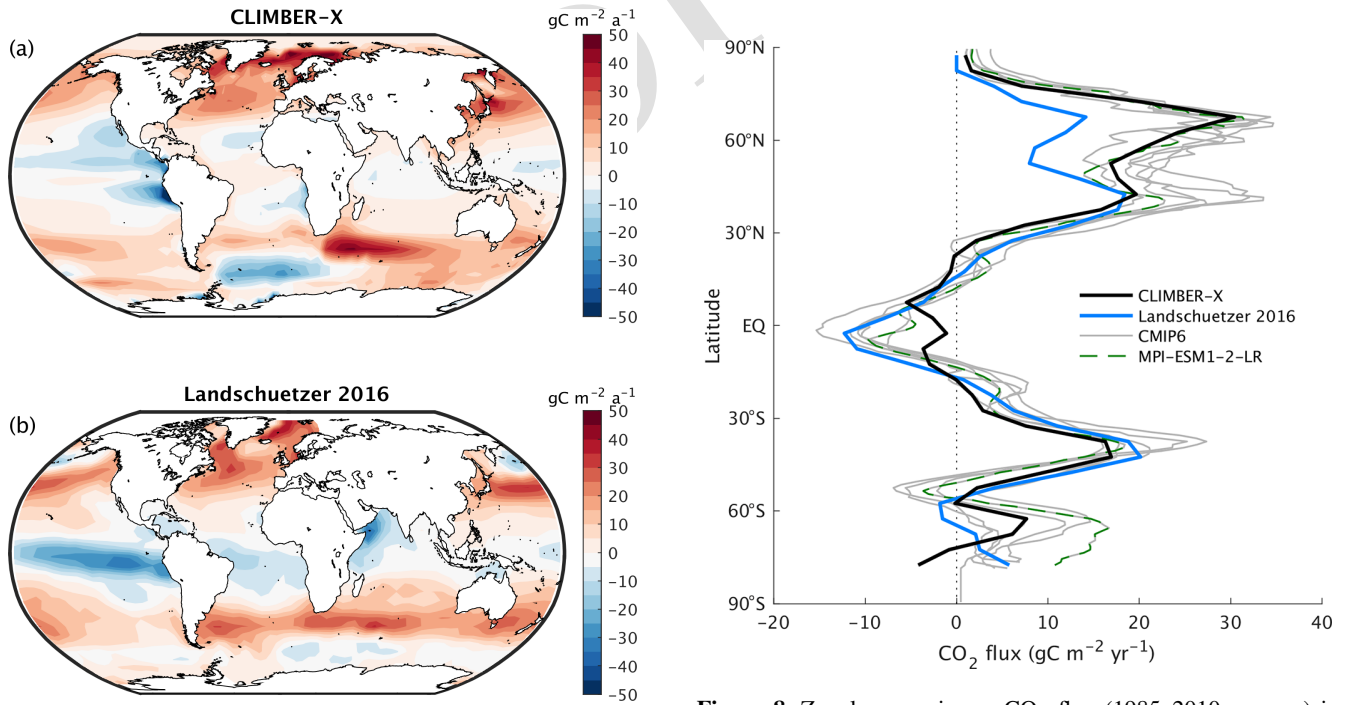 CLIMBER–X
gC m⁻² a⁻¹
(a)
50
40
30
20
10
0
−10
−20
−30
−40
−50
Landschuetzer 2016
gC m⁻² a⁻¹
(b)
50
40
30
20
10
0
−10
−20
−30
−40
−50
90°N
60°N
30°N
EQ
30°S
60°S
90°S
Latitude
CLIMBER–X
Landschuetzer 2016
CMIP6
MPI–ESM1–2–LR
−20
−10
0
10
20
30
40
CO₂ flux (gC m⁻² yr⁻¹)